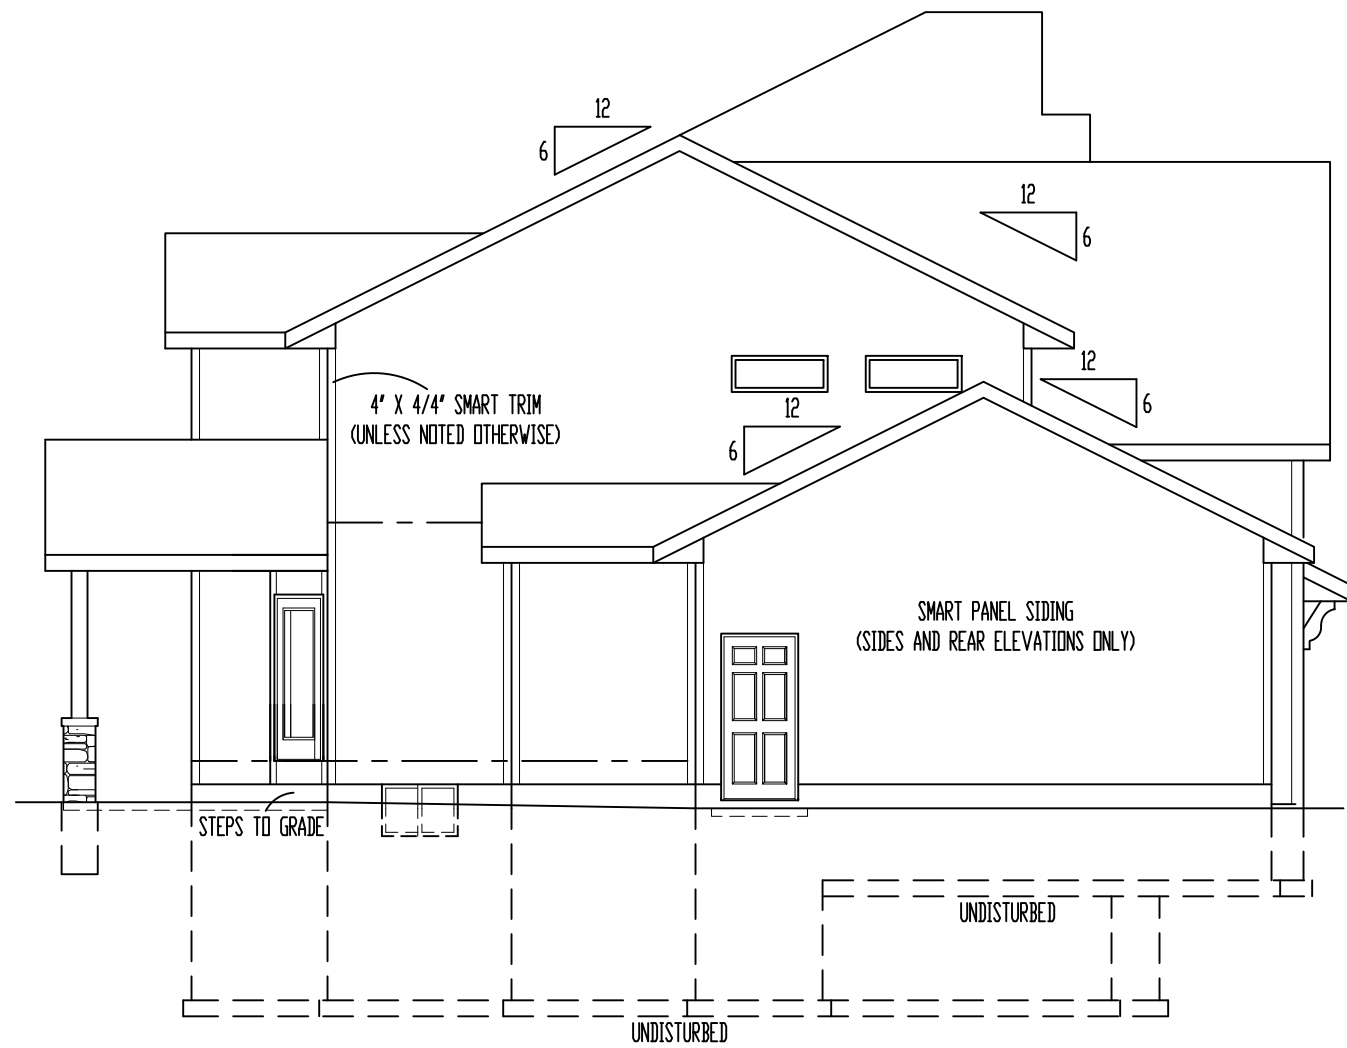 12
6
12
6
12
6
4" X 4/4" SMART TRIM
(UNLESS NOTED OTHERWISE)
12
6
SMART PANEL SIDING
(SIDES AND REAR ELEVATIONS ONLY)
STEPS TO GRADE
UNDISTURBED
UNDISTURBED